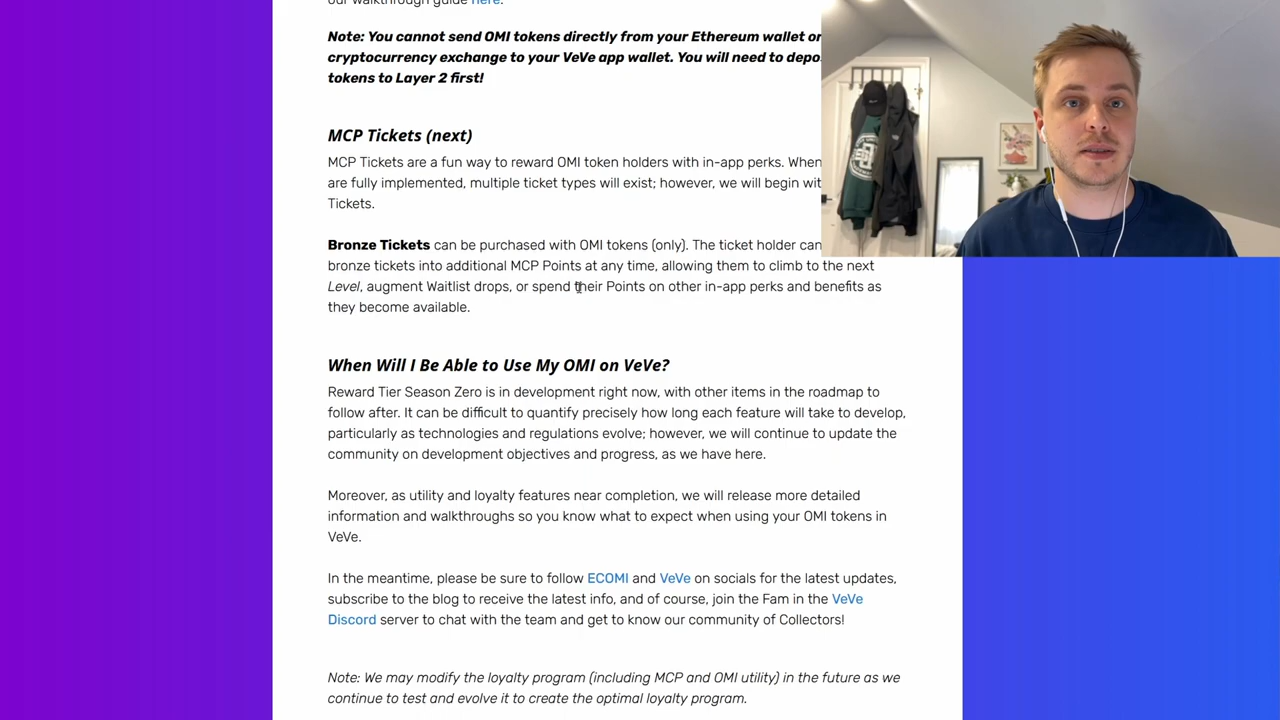 our walkthrough guide here.
Note: You cannot send OMI tokens directly from your Ethereum wallet or
cryptocurrency exchange to your VeVe app wallet. You will need to depo
tokens to Layer 2 first!
MCP Tickets (next)
MCP Tickets are a fun way to reward OMI token holders with in-app perks. When
are fully implemented, multiple ticket types will exist; however, we will begin wit
Tickets.
Bronze Tickets can be purchased with OMI tokens (only). The ticket holder can
bronze tickets into additional MCP Points at any time, allowing them to climb to the next
Level, augment Waitlist drops, or spend their Points on other in-app perks and benefits as
they become available.
When Will I Be Able to Use My OMI on VeVe?
Reward Tier Season Zero is in development right now, with other items in the roadmap to
follow after. It can be difficult to quantify precisely how long each feature will take to develop,
particularly as technologies and regulations evolve; however, we will continue to update the
community on development objectives and progress, as we have here.
Moreover, as utility and loyalty features near completion, we will release more detailed
information and walkthroughs so you know what to expect when using your OMI tokens in
VeVe.
In the meantime, please be sure to follow ECOMI and VeVe on socials for the latest updates,
subscribe to the blog to receive the latest info, and of course, join the Fam in the VeVe
Discord server to chat with the team and get to know our community of Collectors!
Note: We may modify the loyalty program (including MCP and OMI utility) in the future as we
continue to test and evolve it to create the optimal loyalty program.